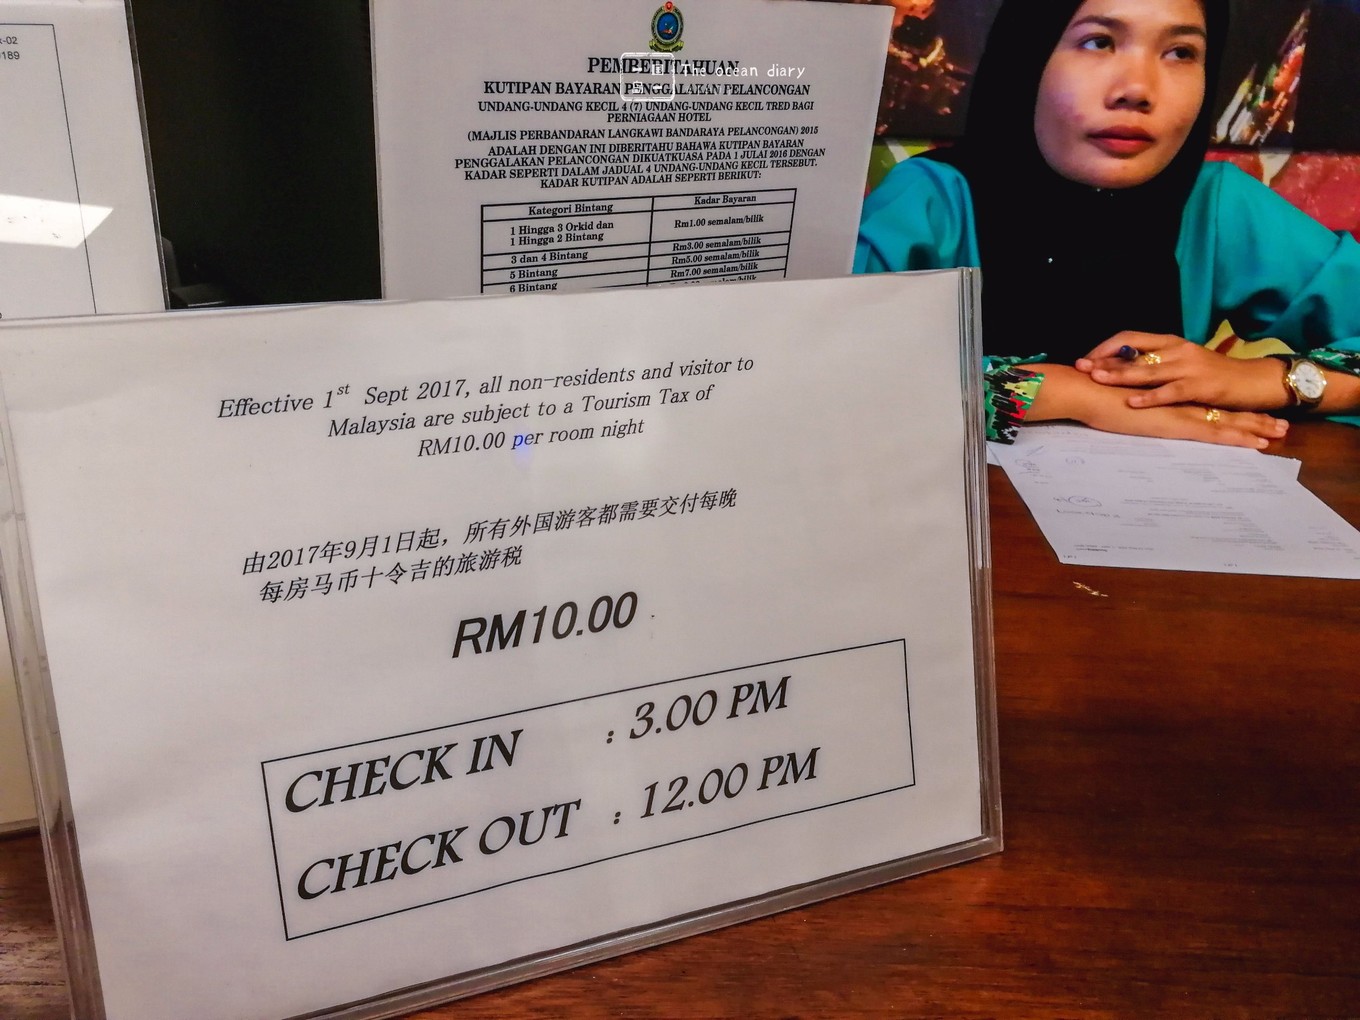 x-02
0189
PEMBERITAHUAN
The ocean diary
KUTIPAN BAYARAN PENGGALAKAN PELANCONGAN
UNDANG-UNDANG KECIL 4 (7) UNDANG-UNDANG KECIL TRED BAGI
PERNIAGAAN HOTEL
(MAJLIS PERBANDARAN LANGKAWI BANDARAYA PELANCONGAN) 2015
ADALAH DENGAN INI DIBERITAHU BAHAWA KUTIPAN BAYARAN
PENGGALAKAN PELANCONGAN DIKUATKUASA PADA 1 JULAI 2016 DENGAN
KADAR SEPERTI DALAM JADUAL 4 UNDANG-UNDANG KECIL TERSEBUT.
KADAR KUTIPAN ADALAH SEPERTI BERIKUT:
Kategori Bintang Kadar Bayaran
1 Hingga 3 Orkid dan Rm1.00 semalam/bilik
1 Hingga 2 Bintang
3 dan 4 Bintang Rm3.00 semalam/bilik
5 Bintang Rm5.00 semalam/bilik
6 Bintang Rm7.00 semalam/bilik
Effective 1st Sept 2017, all non-residents and visitor to
Malaysia are subject to a Tourism Tax of
RM10.00 per room night
由2017年9月1日起，所有外国游客都需要交付每晚
每房马币十令吉的旅游税
RM10.00
CHECK IN : 3.00 PM
CHECK OUT : 12.00 PM